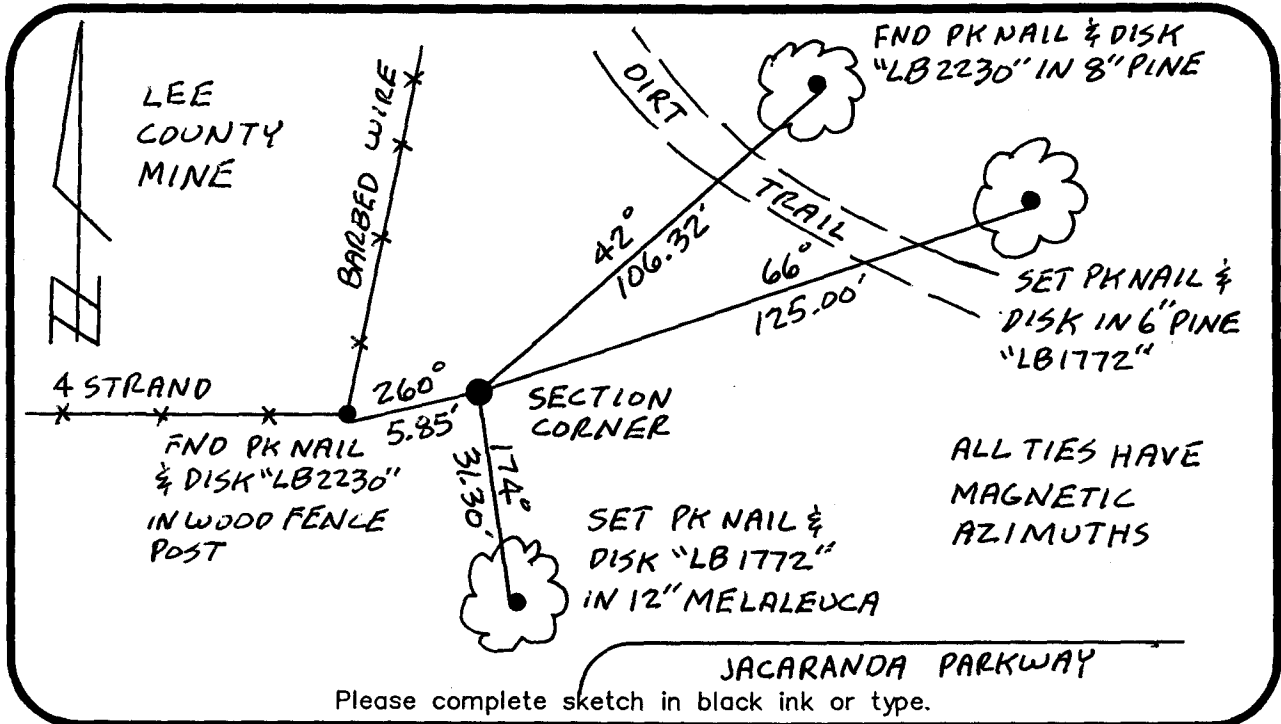 LEE
COUNTY
MINE
BARBED WIRE
DIRT
TRAIL
FND PK NAIL & DISK
"LB2230" IN 8" PINE
42°
106.32'
66°
125.00'
SET PK NAIL &
DISK IN 6" PINE
"LB1772"
4 STRAND
260°
5.85'
SECTION
CORNER
FND PK NAIL
& DISK "LB2230"
IN WOOD FENCE
POST
174°
31.30'
SET PK NAIL &
DISK "LB1772"
IN 12" MELALEUCA
ALL TIES HAVE
MAGNETIC
AZIMUTHS
JACARANDA PARKWAY
Please complete sketch in black ink or type.
N